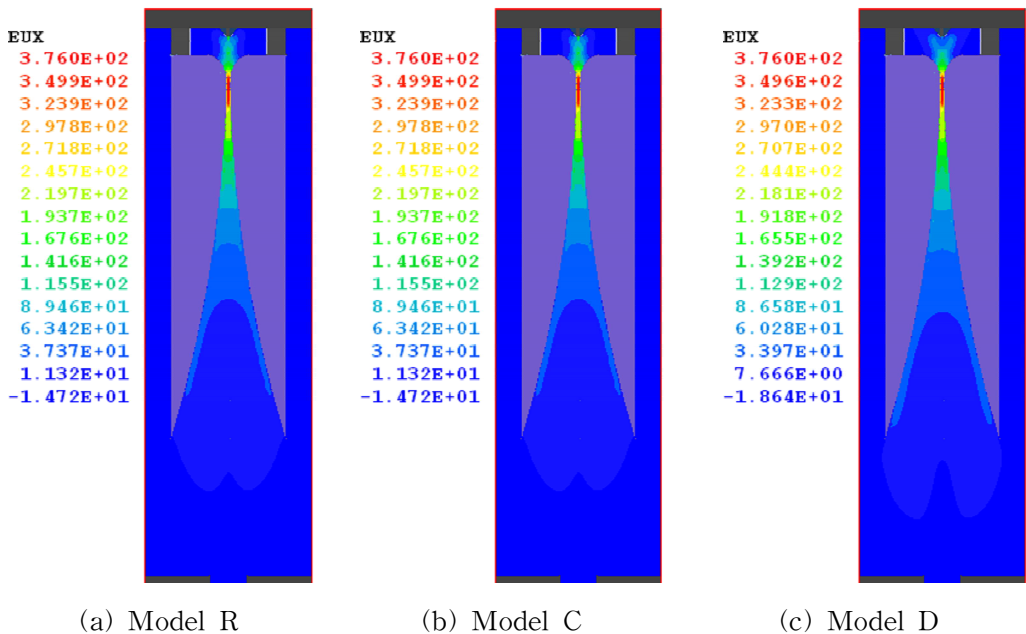 EUX
3.760E+02
3.499E+02
3.239E+02
2.978E+02
2.718E+02
2.457E+02
2.197E+02
1.937E+02
1.676E+02
1.416E+02
1.155E+02
8.946E+01
6.342E+01
3.737E+01
1.132E+01
-1.472E+01
(a) Model R
EUX
3.760E+02
3.499E+02
3.239E+02
2.978E+02
2.718E+02
2.457E+02
2.197E+02
1.937E+02
1.676E+02
1.416E+02
1.155E+02
8.946E+01
6.342E+01
3.737E+01
1.132E+01
-1.472E+01
(b) Model C
EUX
3.760E+02
3.496E+02
3.233E+02
2.970E+02
2.707E+02
2.444E+02
2.181E+02
1.918E+02
1.655E+02
1.392E+02
1.129E+02
8.658E+01
6.028E+01
3.397E+01
7.666E+00
-1.864E+01
(c) Model D